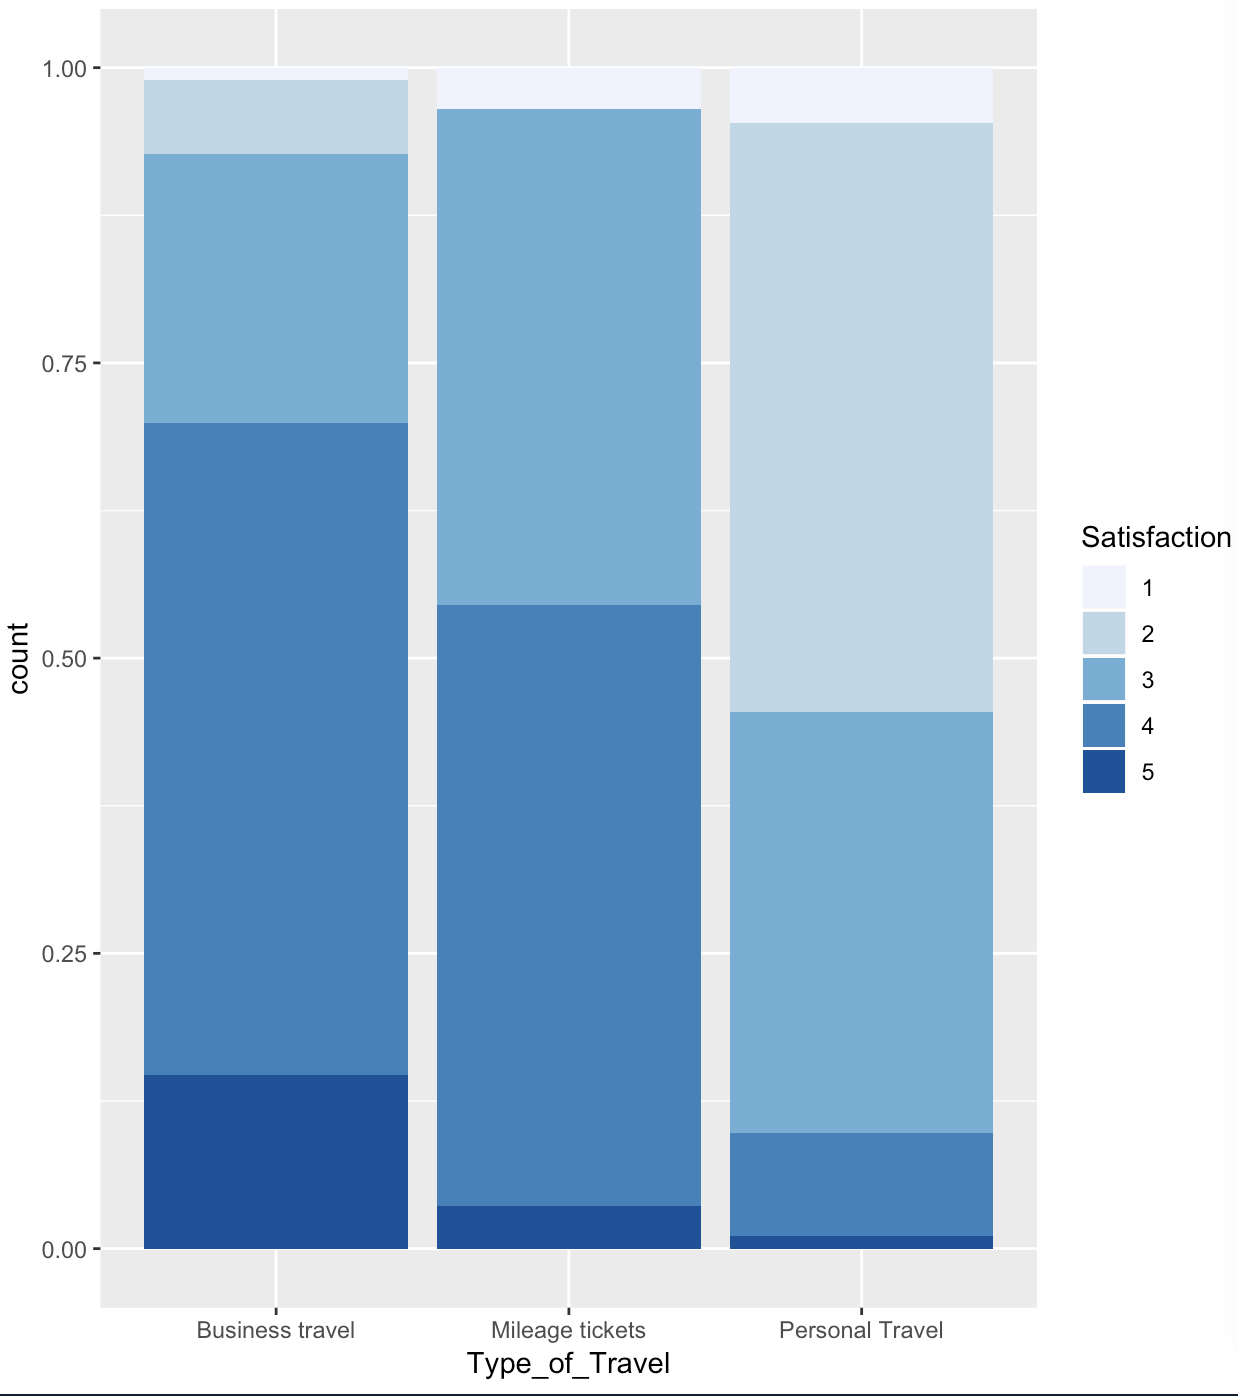 1.00
0.75
0.50
0.25
0.00
count
Business travel
Mileage tickets
Personal Travel
Type_of_Travel
Satisfaction
1
2
3
4
5